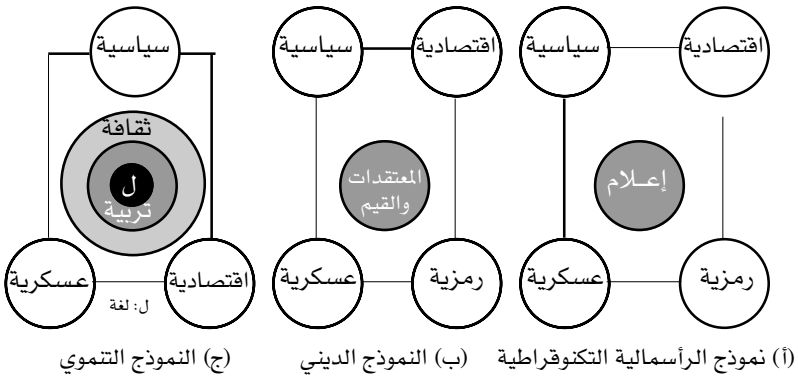 اقتصادية
سياسية
إعـلام
رمزية
عسكرية
(أ) نموذج الرأسمالية التكنوقراطية
اقتصادية
سياسية
المعتقدات
والقيم
رمزية
عسكرية
(ب) النموذج الديني
سياسية
ثقافة
ل
تربية
اقتصادية
عسكرية
ل: لغة
(ج) النموذج التنموي